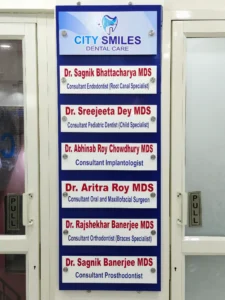 CITY SMILES
DENTAL CARE
Dr. Sagnik Bhattacharya MDS
Consultant Endodontist (Root Canal Specialist)
Dr. Sreejeeta Dey MDS
Consultant Pediatric Dentist (Child Specialist)
Dr. Abhinab Roy Chowdhury MDS
Consultant Implantologist
Dr. Aritra Roy MDS
Consultant Oral and Maxillofacial Surgeon
Dr. Rajshekhar Banerjee MDS
Consultant Orthodontist (Braces Specialist)
Dr. Sagnik Banerjee MDS
Consultant Prosthodontist
PULL
PULL